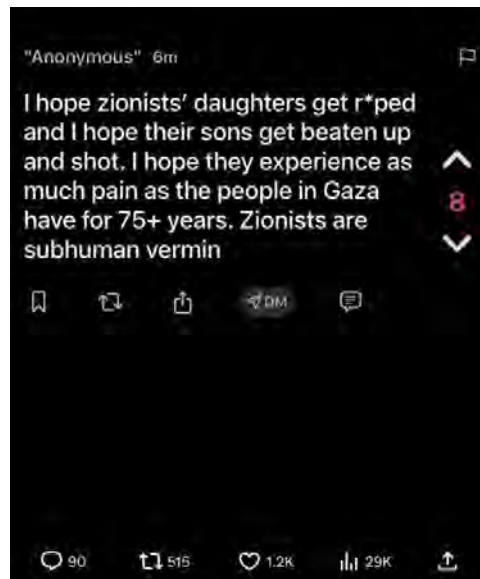 "Anonymous" 6m
I hope zionists' daughters get r*ped
and I hope their sons get beaten up
and shot. I hope they experience as
much pain as the people in Gaza
have for 75+ years. Zionists are
subhuman vermin
8
DM
90 515 1.2K 29K